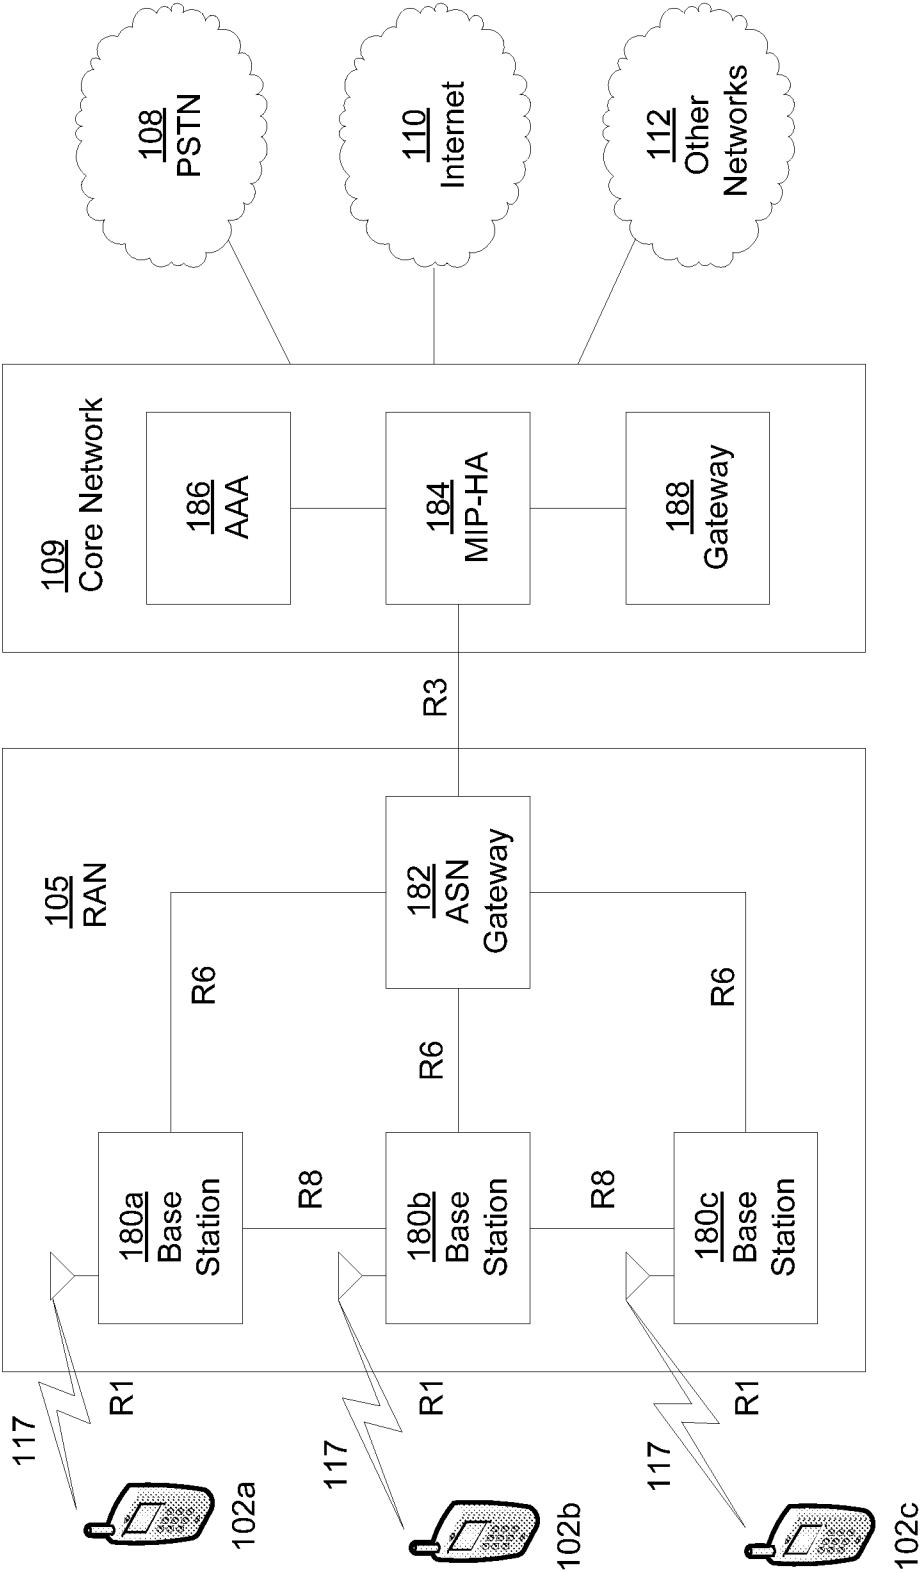 108
PSTN
110
Internet
112
Other
Networks
109
Core Network
186
AAA
184
MIP-HA
188
Gateway
R3
105
RAN
182
ASN
Gateway
R6
R6
R6
180a
Base
Station
R8
180b
Base
Station
R8
180c
Base
Station
117
R1
117
R1
117
R1
102a
102b
102c